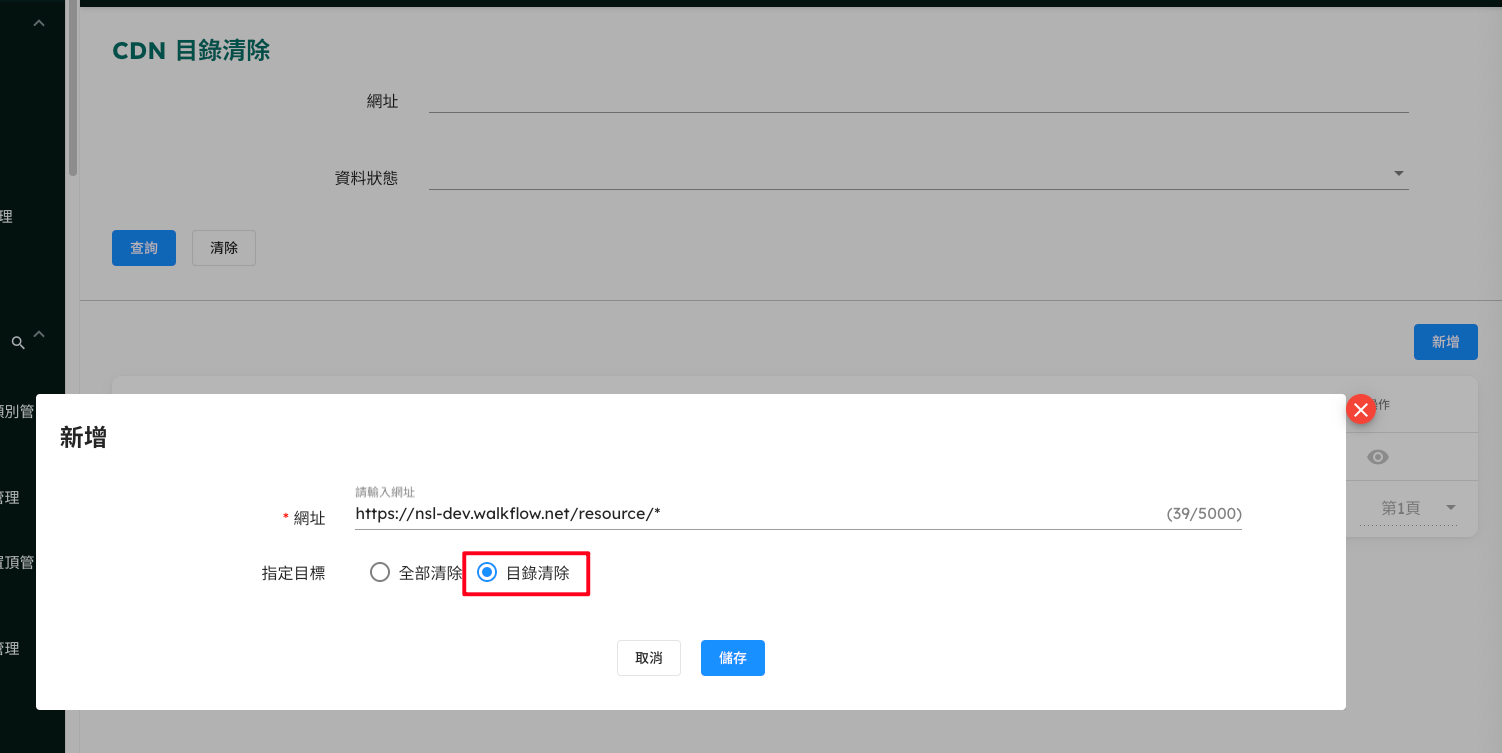 CDN 目錄清除
網址
資料狀態
查詢
清除
理
新增
別管
作
新增
請輸入網址
* 網址
https://nsl-dev.walkflow.net/resource/*
(39/5000)
管理
第1頁
指定目標
全部清除
目錄清除
置頂管
取消
儲存
管理